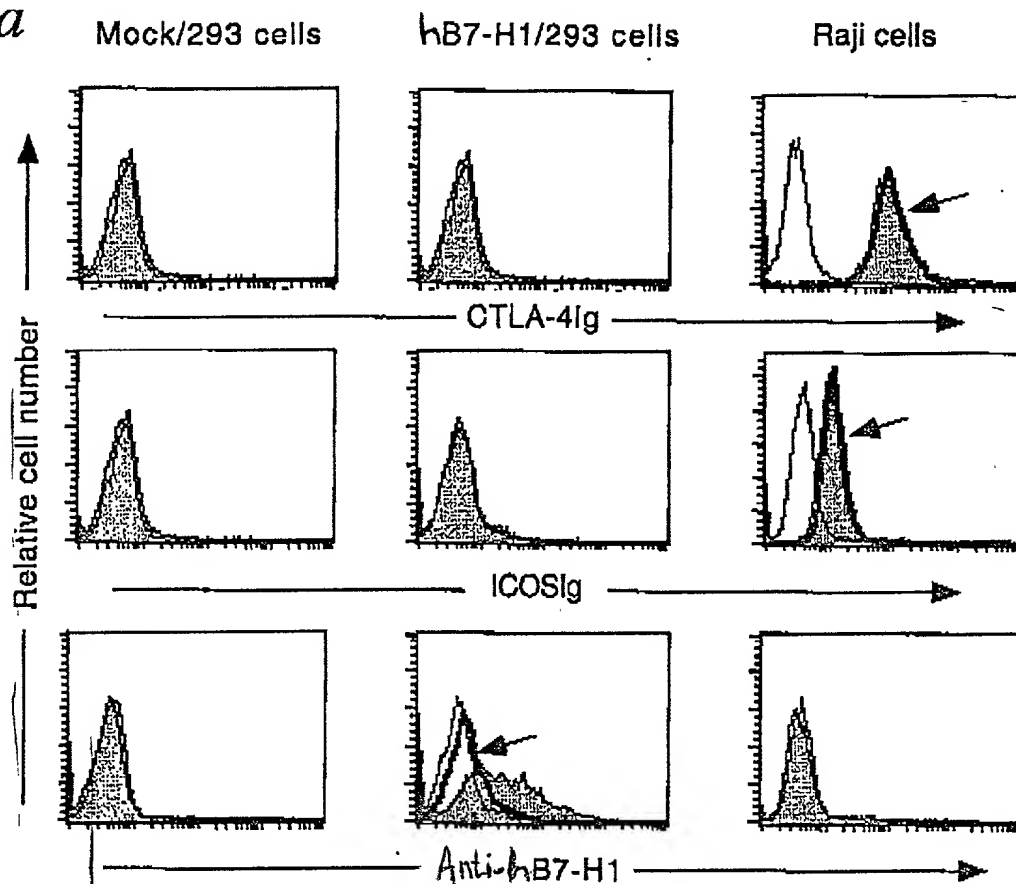 a
Mock/293 cells hB7-H1/293 cells Raji cells
Relative cell number
CTLA-4Ig
ICOSIg
Anti-hB7-H1